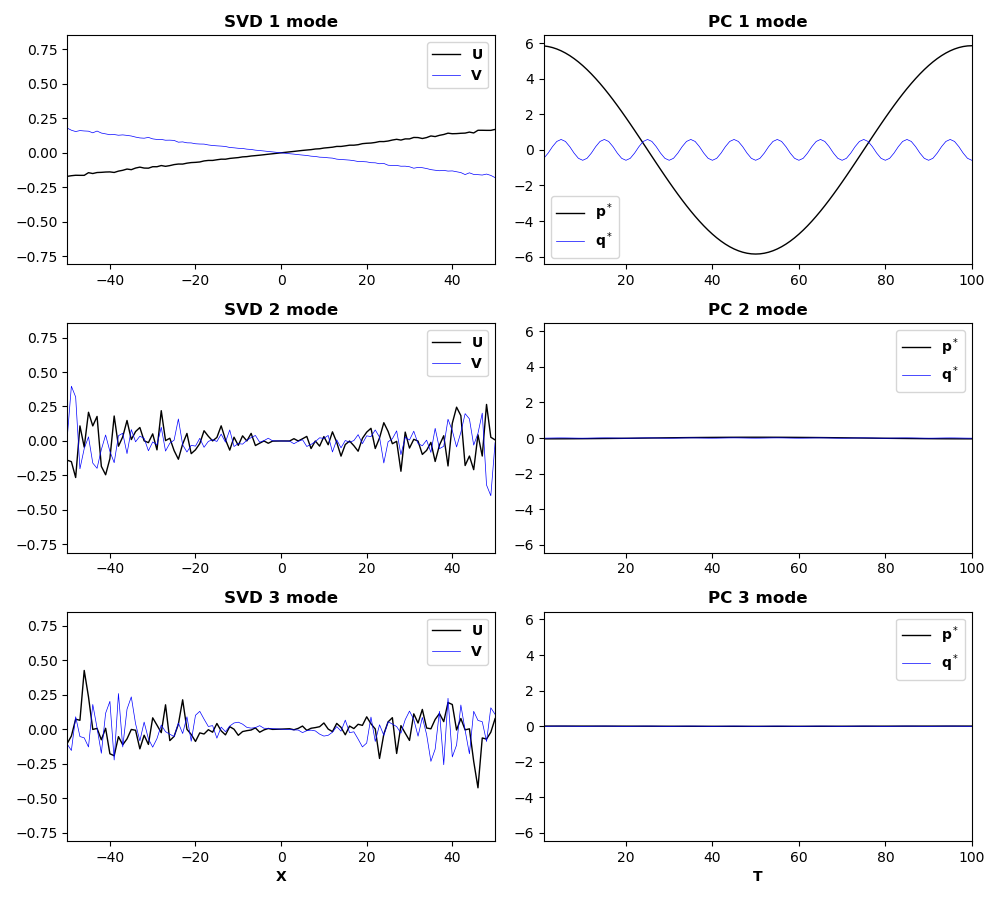 SVD 1 mode
0.75
0.50
0.25
0.00
−0.25
−0.50
−0.75
−40 −20 0 20 40
U
V
PC 1 mode
6
4
2
0
−2
−4
−6
20 40 60 80 100
p*
q*
SVD 2 mode
0.75
0.50
0.25
0.00
−0.25
−0.50
−0.75
−40 −20 0 20 40
U
V
PC 2 mode
6
4
2
0
−2
−4
−6
20 40 60 80 100
p*
q*
SVD 3 mode
0.75
0.50
0.25
0.00
−0.25
−0.50
−0.75
−40 −20 0 20 40
X
U
V
PC 3 mode
6
4
2
0
−2
−4
−6
20 40 60 80 100
T
p*
q*